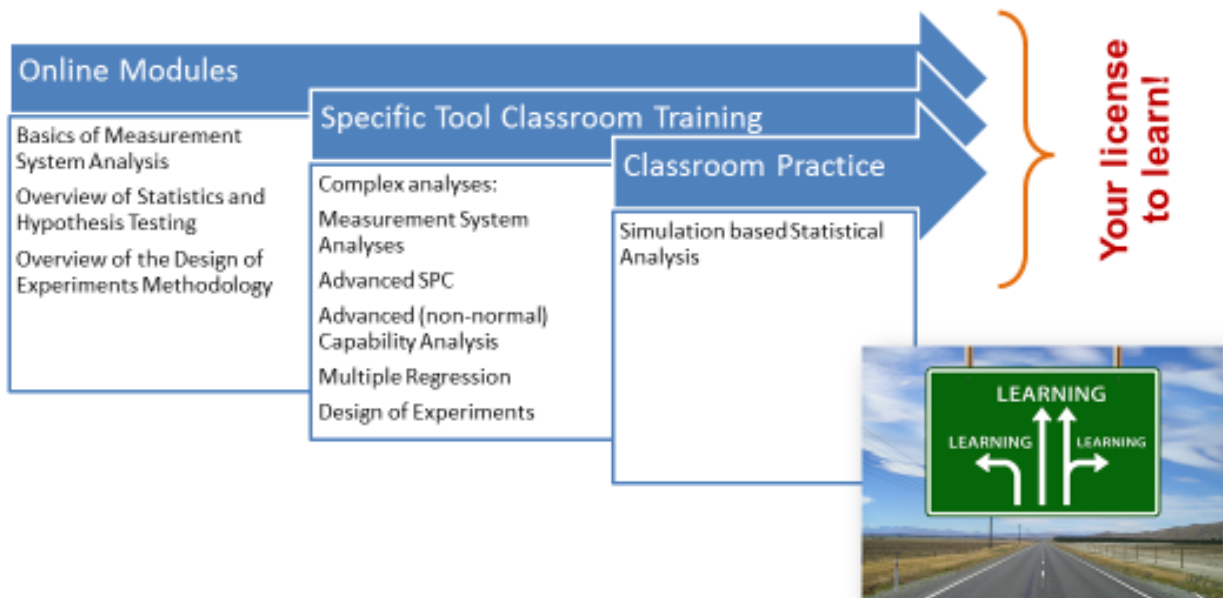 Online Modules
Basics of Measurement
System Analysis
Overview of Statistics and
Hypothesis Testing
Overview of the Design of
Experiments Methodology
Specific Tool Classroom Training
Complex analyses:
Measurement System
Analyses
Advanced SPC
Advanced (non-normal)
Capability Analysis
Multiple Regression
Design of Experiments
Classroom Practice
Simulation based Statistical
Analysis
Your license
to learn!
LEARNING
LEARNING
LEARNING